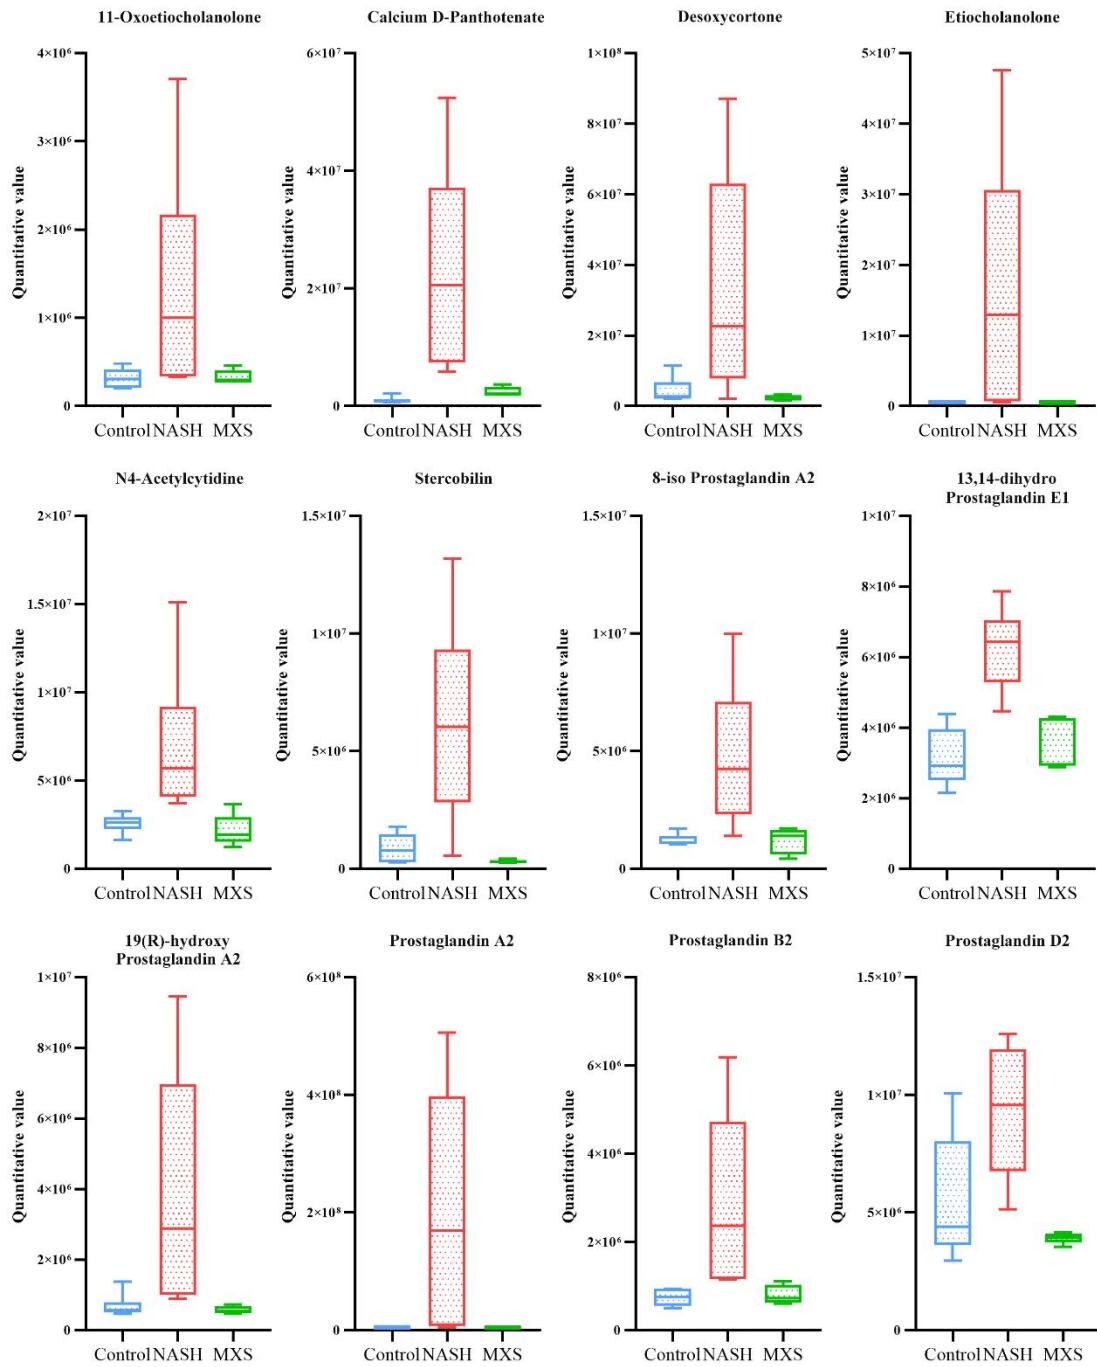 11-Oxoetiocholanolone
Quantitative value
4×10⁶
3×10⁶
2×10⁶
1×10⁶
0
Control NASH MXS
Calcium D-Panthotenate
Quantitative value
6×10⁷
4×10⁷
2×10⁷
0
Control NASH MXS
Desoxycortone
Quantitative value
1×10⁸
8×10⁷
6×10⁷
4×10⁷
2×10⁷
0
Control NASH MXS
Etiocholanolone
Quantitative value
5×10⁷
4×10⁷
3×10⁷
2×10⁷
1×10⁷
0
Control NASH MXS
N4-Acetylcytidine
Quantitative value
2×10⁷
1.5×10⁷
1×10⁷
5×10⁶
0
Control NASH MXS
Stercobilin
Quantitative value
1.5×10⁷
1×10⁷
5×10⁶
0
Control NASH MXS
8-iso Prostaglandin A2
Quantitative value
1.5×10⁷
1×10⁷
5×10⁶
0
Control NASH MXS
13,14-dihydro
Prostaglandin E1
Quantitative value
1×10⁷
8×10⁶
6×10⁶
4×10⁶
2×10⁶
0
Control NASH MXS
19(R)-hydroxy
Prostaglandin A2
Quantitative value
1×10⁷
8×10⁶
6×10⁶
4×10⁶
2×10⁶
0
Control NASH MXS
Prostaglandin A2
Quantitative value
6×10⁸
4×10⁸
2×10⁸
0
Control NASH MXS
Prostaglandin B2
Quantitative value
8×10⁶
6×10⁶
4×10⁶
2×10⁶
0
Control NASH MXS
Prostaglandin D2
Quantitative value
1.5×10⁷
1×10⁷
5×10⁶
0
Control NASH MXS